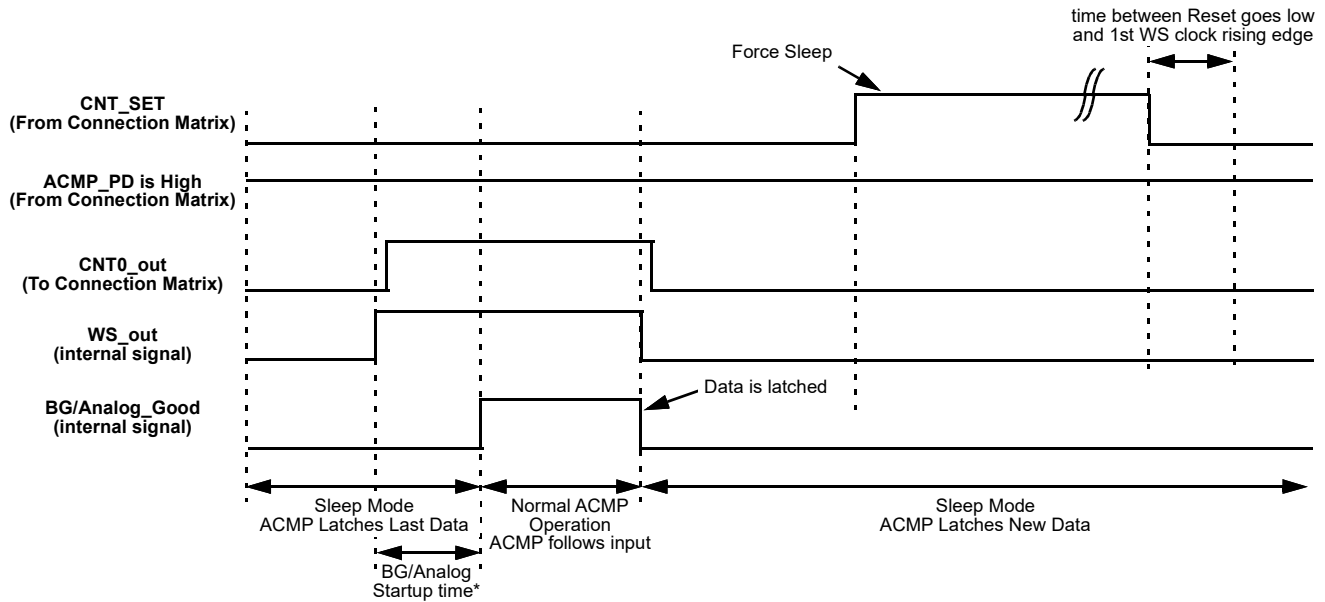 time between Reset goes low
and 1st WS clock rising edge
Force Sleep
CNT_SET
(From Connection Matrix)
ACMP_PD is High
(From Connection Matrix)
CNT0_out
(To Connection Matrix)
WS_out
(internal signal)
Data is latched
BG/Analog_Good
(internal signal)
Sleep Mode
ACMP Latches Last Data
Normal ACMP
Operation
ACMP follows input
Sleep Mode
ACMP Latches New Data
BG/Analog
Startup time*